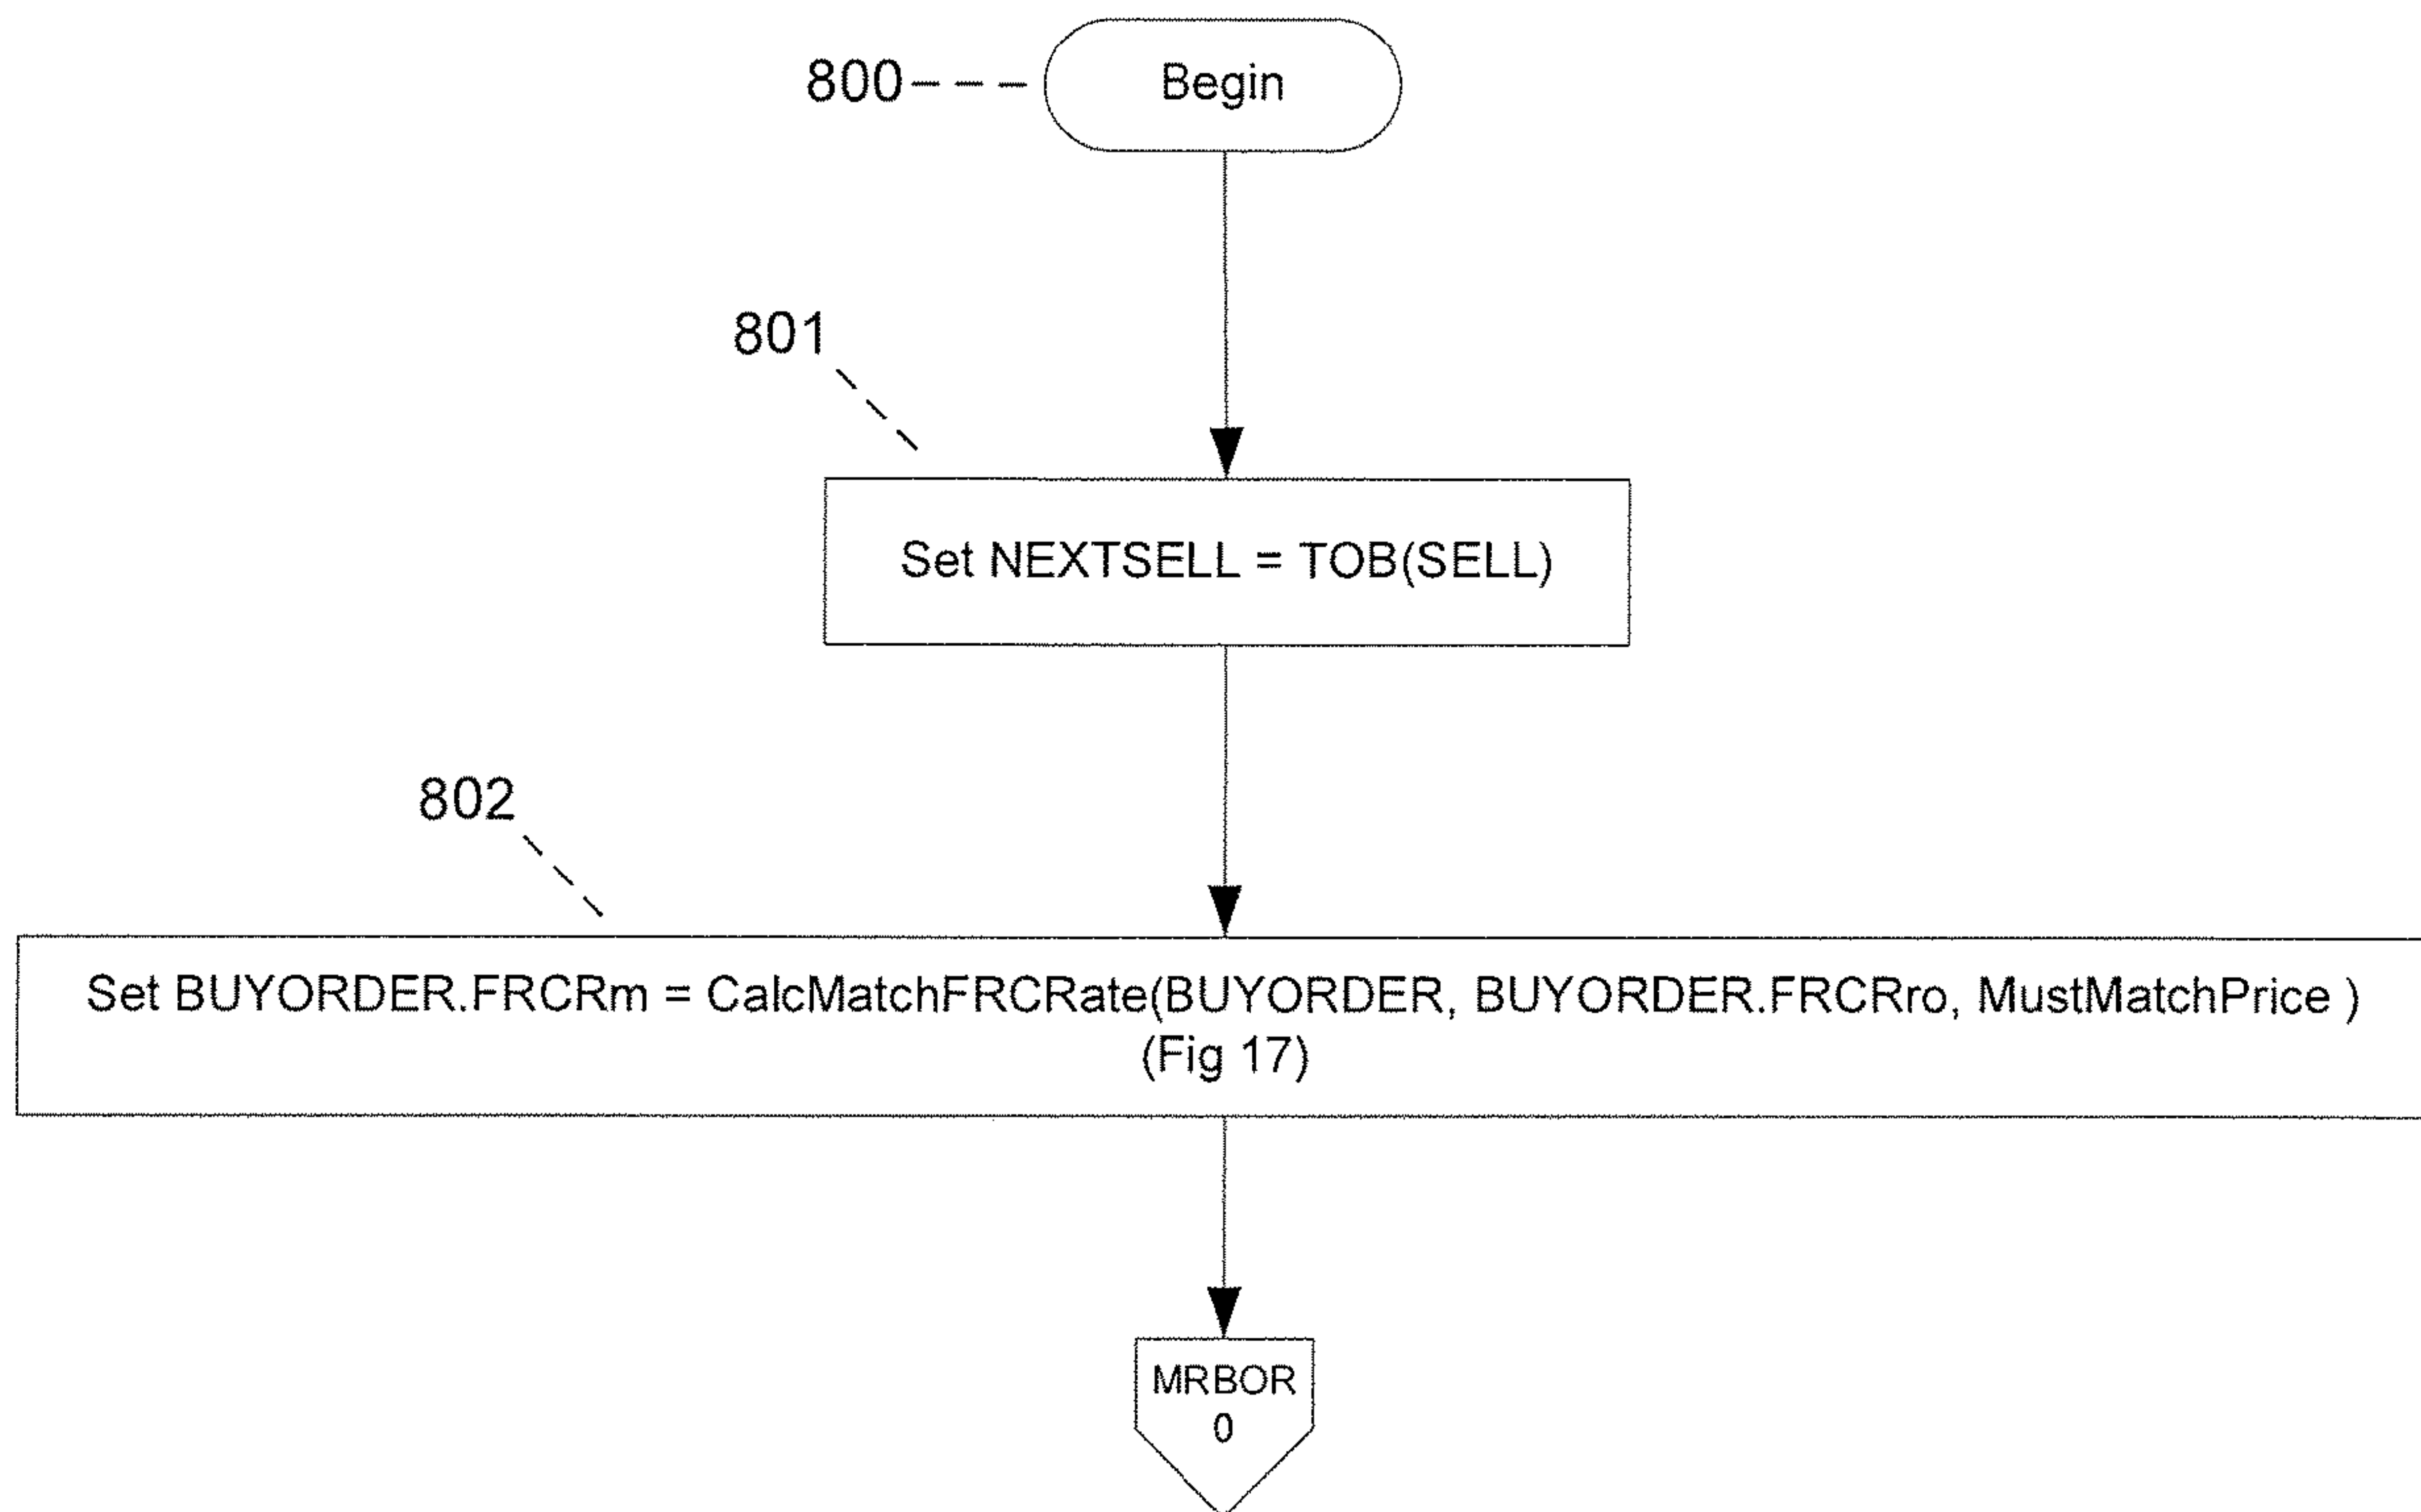 800
Begin
801
Set NEXTSELL = TOB(SELL)
802
Set BUYORDER.FRCRm = CalcMatchFRCRate(BUYORDER, BUYORDER.FRCRro, MustMatchPrice )
(Fig 17)
MRBOR
0